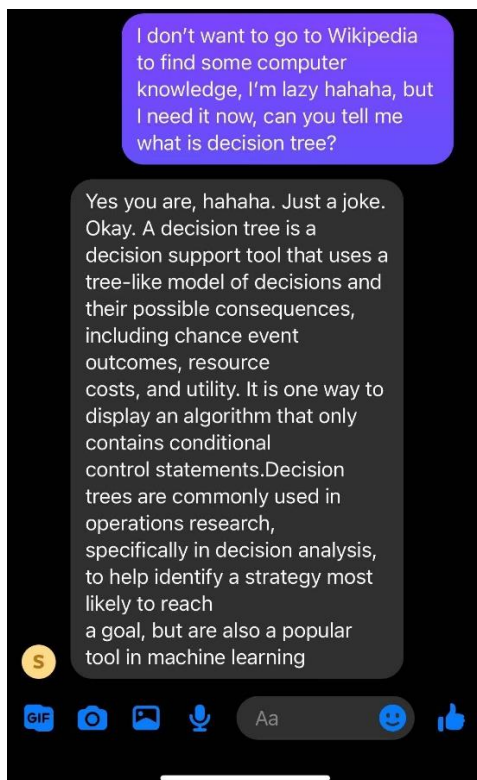 I don’t want to go to Wikipedia
to find some computer
knowledge, I’m lazy hahaha, but
I need it now, can you tell me
what is decision tree?
Yes you are, hahaha. Just a joke.
Okay. A decision tree is a
decision support tool that uses a
tree-like model of decisions and
their possible consequences,
including chance event
outcomes, resource
costs, and utility. It is one way to
display an algorithm that only
contains conditional
control statements.Decision
trees are commonly used in
operations research,
specifically in decision analysis,
to help identify a strategy most
likely to reach
a goal, but are also a popular
tool in machine learning
S
GIF
Aa